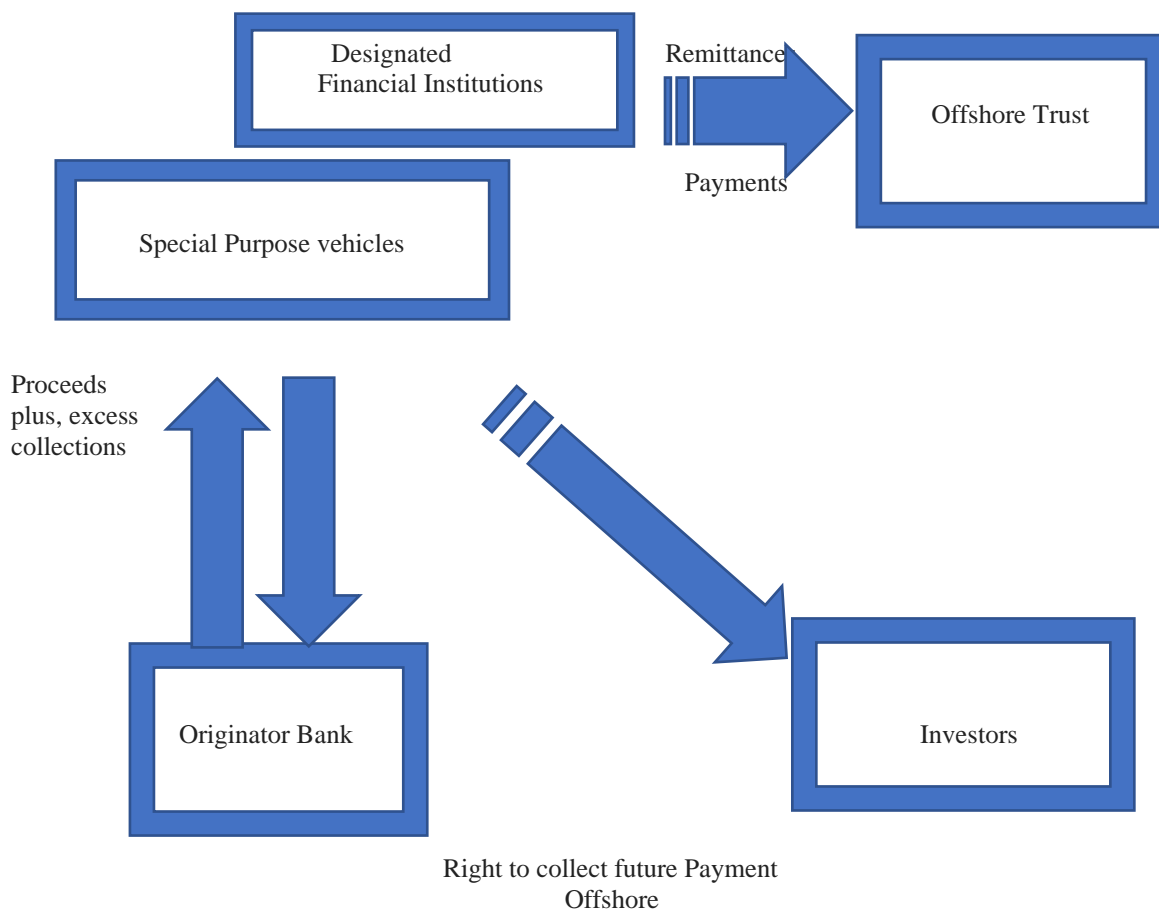 Designated
Financial Institutions
Remittance
Payments
Offshore Trust
Special Purpose vehicles
Proceeds
plus, excess
collections
Originator Bank
Investors
Right to collect future Payment
Offshore